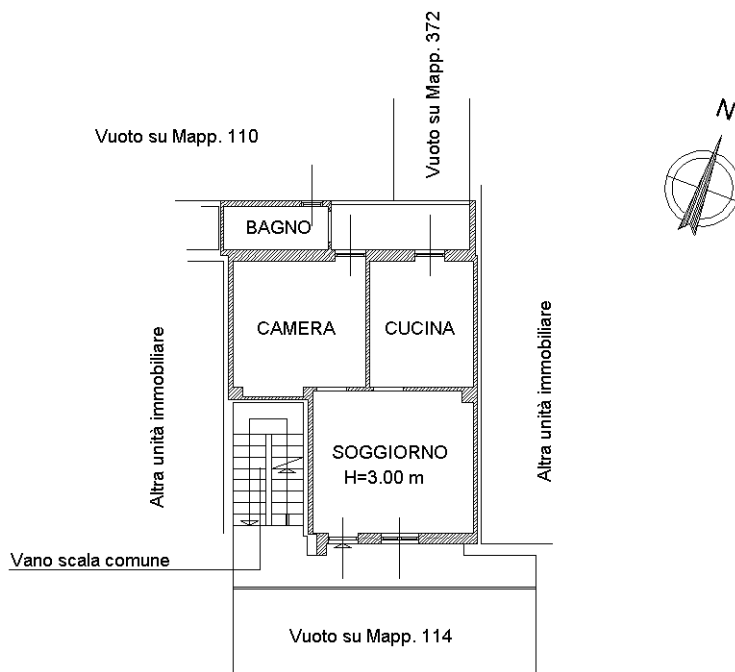 Vuoto su Mapp. 372
N
Vuoto su Mapp. 110
BAGNO
CAMERA
CUCINA
Altra unità immobiliare
Altra unità immobiliare
SOGGIORNO
H=3.00 m
Vano scala comune
Vuoto su Mapp. 114